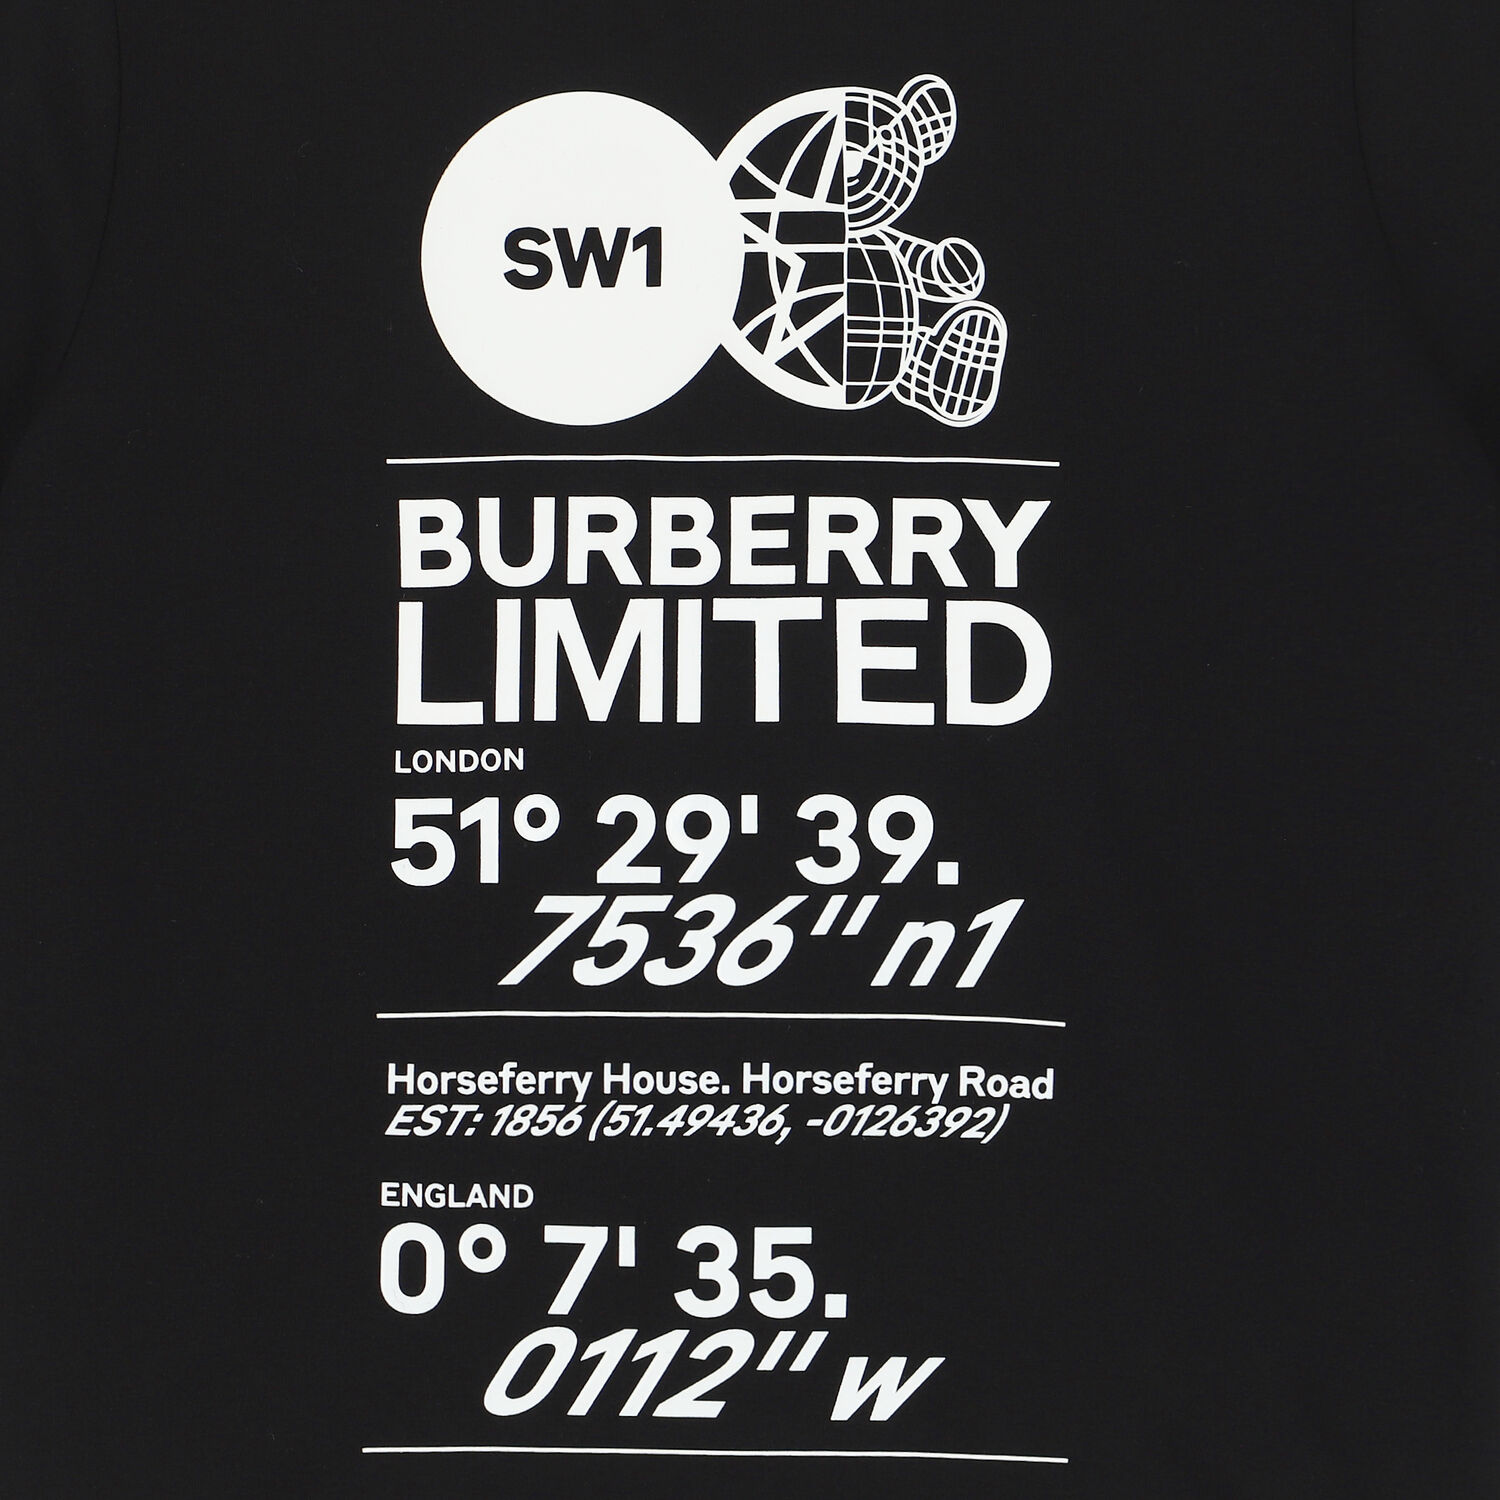 SW1
BURBERRY
LIMITED
LONDON
51° 29' 39.
7536" n1
Horseferry House. Horseferry Road
EST: 1856 (51.49436, -0126392)
ENGLAND
0° 7' 35.
0112" w